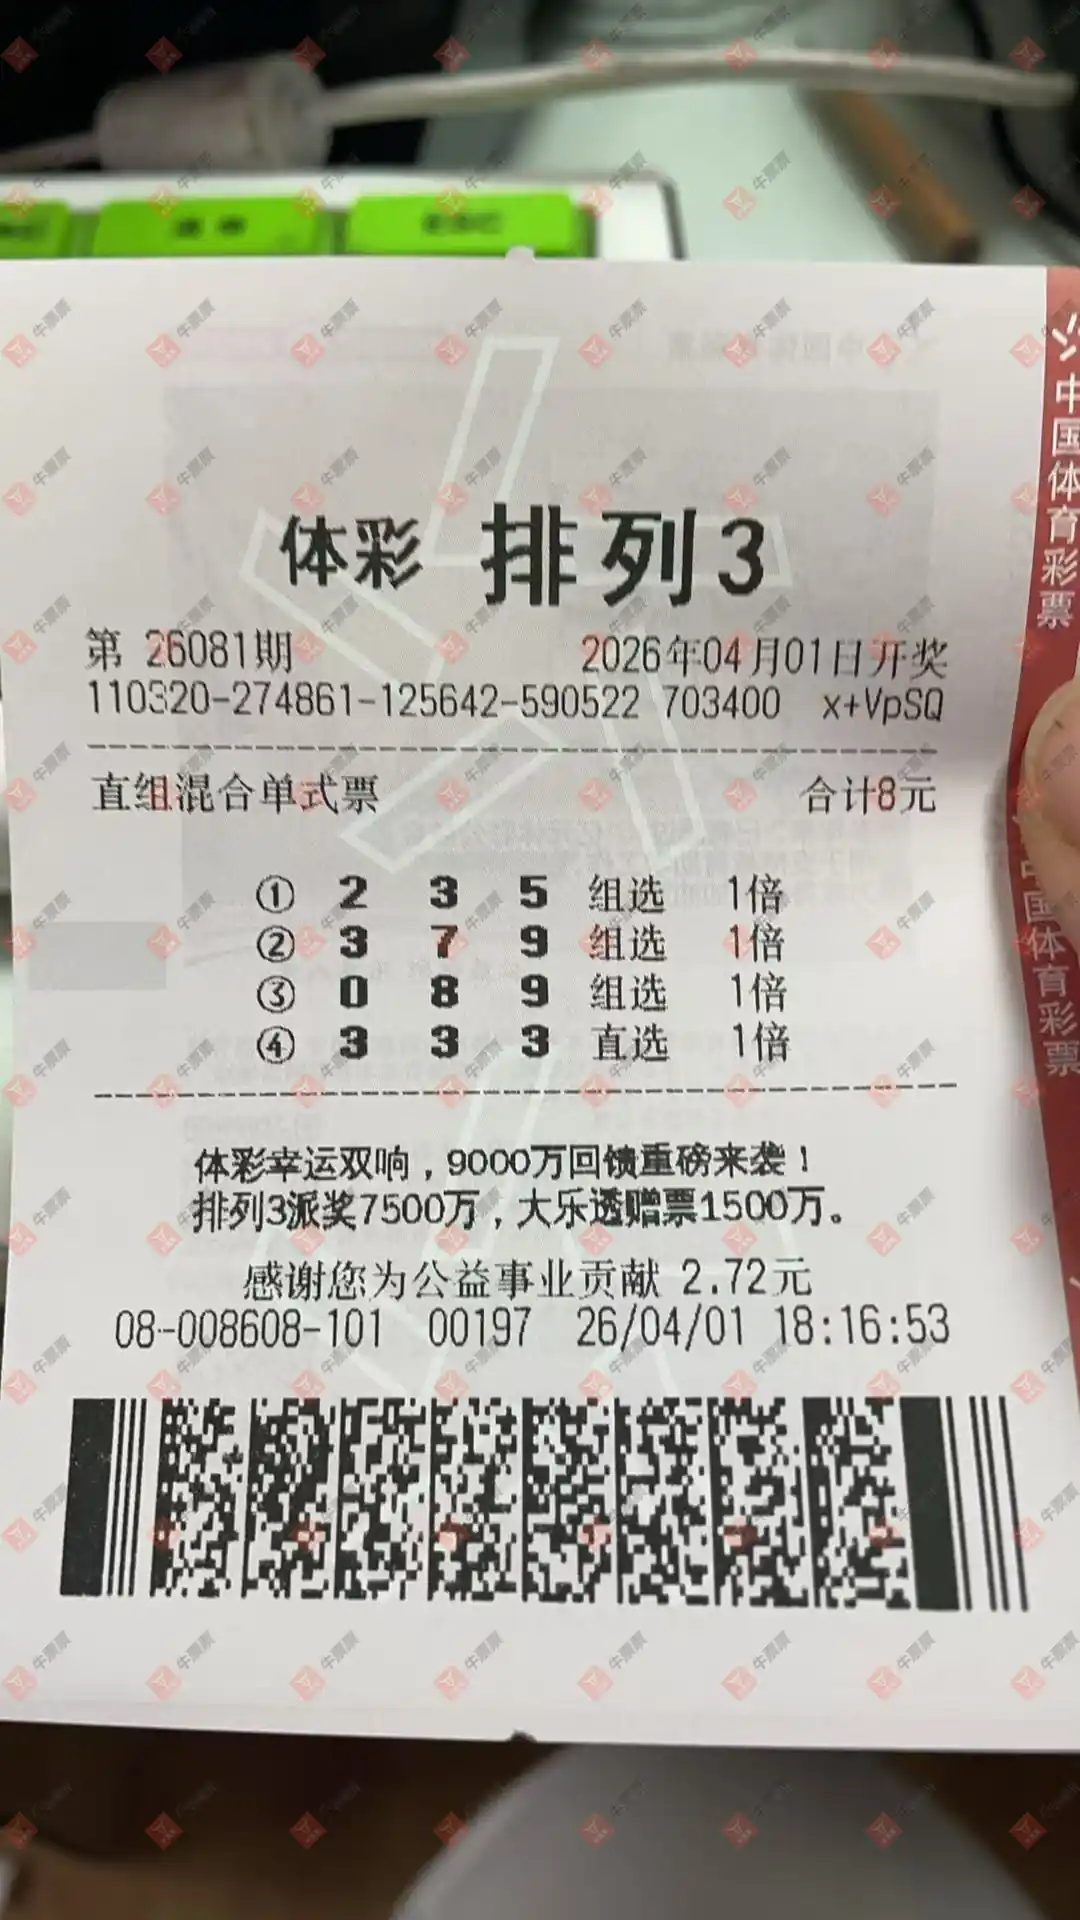 体彩 排列3
第 26081期 2026年04月01日开奖
110320-274861-125642-590522 703400 x+VpSQ
直组混合单式票 合计8元
① 2 3 5 组选 1倍
② 3 7 9 组选 1倍
③ 0 8 9 组选 1倍
④ 3 3 3 直选 1倍
体彩幸运双响，9000万回馈重磅来袭！
排列3派奖7500万，大乐透赠票1500万。
感谢您为公益事业贡献 2.72元
08-008608-101 00197 26/04/01 18:16:53
中国体育彩票
中国体育彩票
牛票票